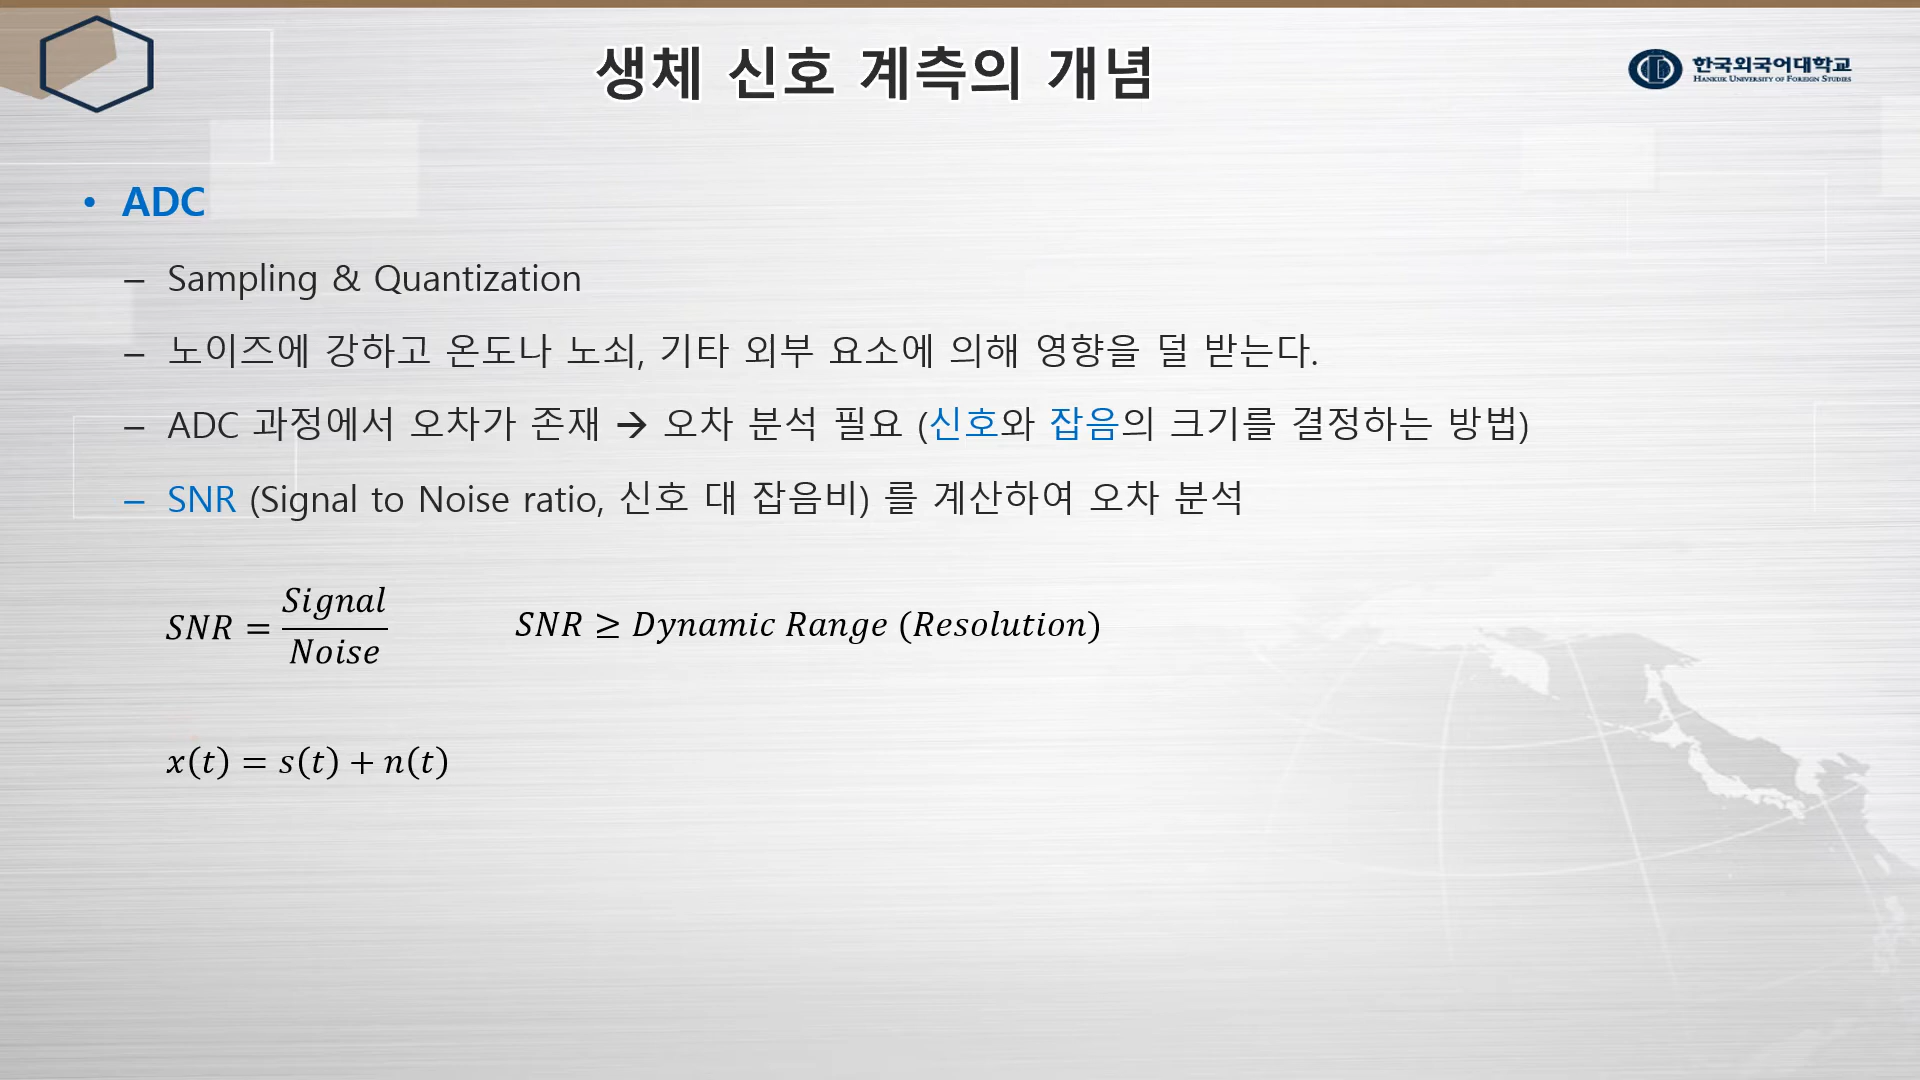 생체 신호 계측의 개념
한국외국어대학교
HANKUK UNIVERSITY OF FOREIGN STUDIES
• ADC
– Sampling & Quantization
– 노이즈에 강하고 온도나 노쇠, 기타 외부 요소에 의해 영향을 덜 받는다.
– ADC 과정에서 오차가 존재 → 오차 분석 필요 (신호와 잡음의 크기를 결정하는 방법)
– SNR (Signal to Noise ratio, 신호 대 잡음비) 를 계산하여 오차 분석
SNR = Signal / Noise
SNR ≥ Dynamic Range (Resolution)
x(t) = s(t) + n(t)